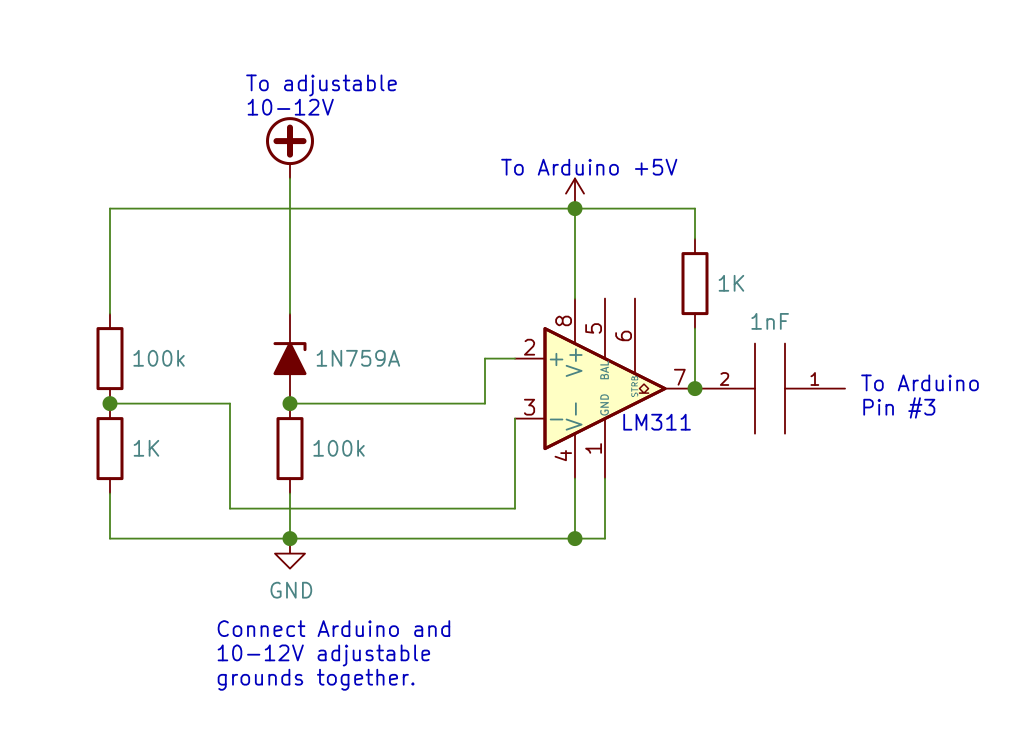 To adjustable
10-12V
To Arduino +5V
1K
1nF
8
5
6
2
+
V+
BAL
STRB
100k
1N759A
7
2
1
To Arduino
Pin #3
3
-
V-
GND
LM311
1K
100k
4
1
GND
Connect Arduino and
10-12V adjustable
grounds together.